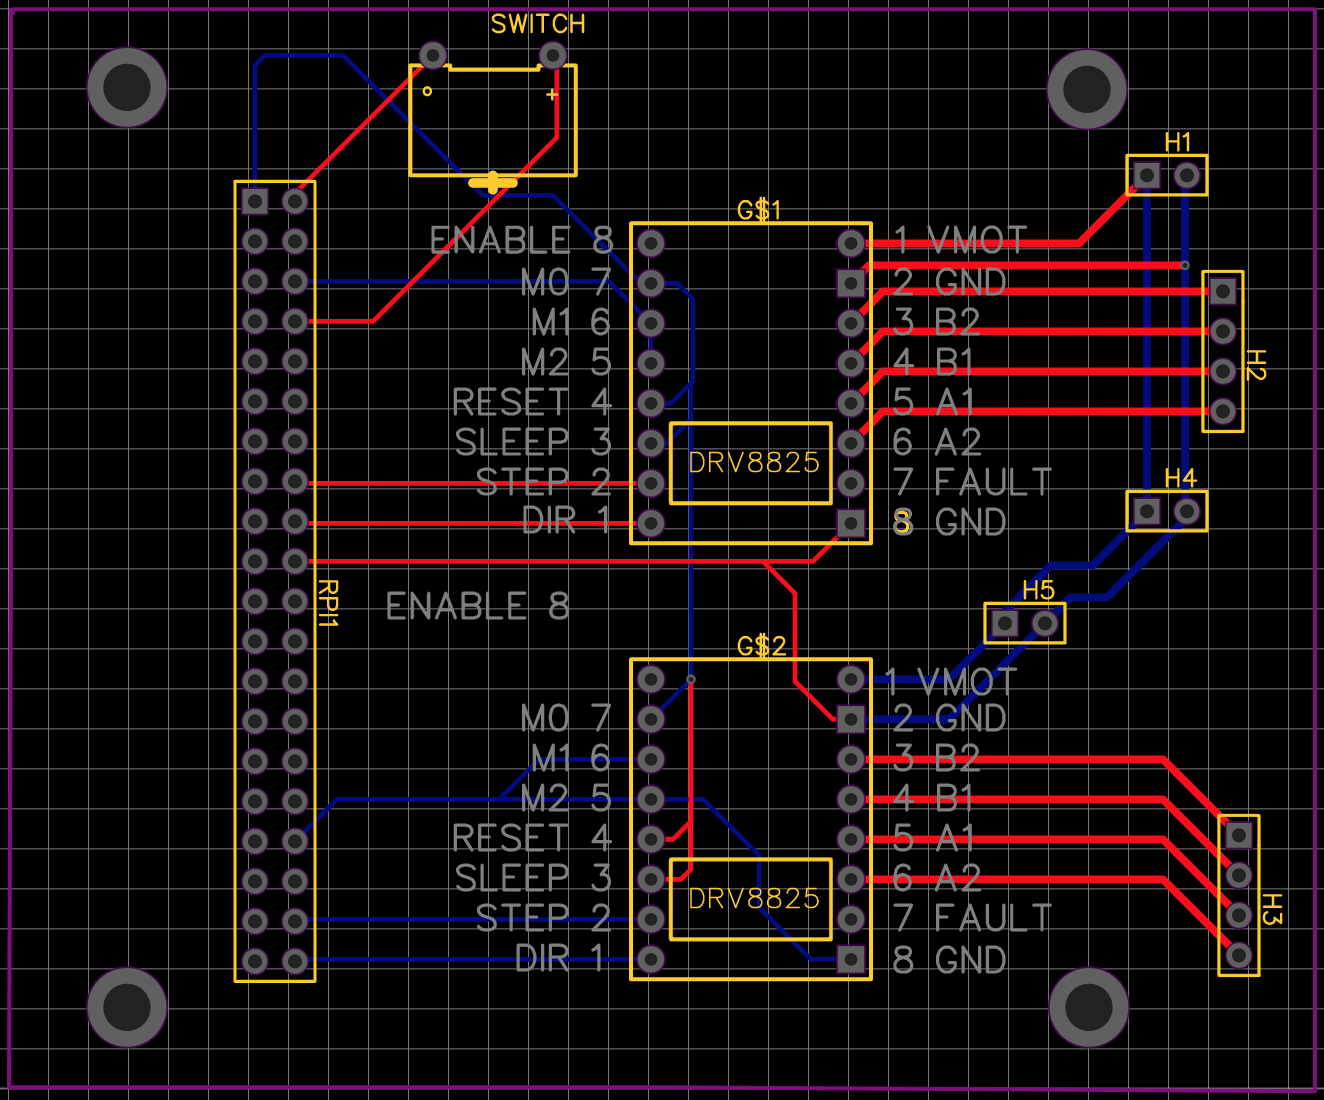 SWITCH
o
+
H1
G$1
ENABLE 8
1 VMOT
M0 7
2 GND
M1 6
3 B2
M2 5
4 B1
H2
RESET 4
5 A1
SLEEP 3
6 A2
DRV8825
STEP 2
7 FAULT
H4
DIR 1
8 GND
RPI1
ENABLE 8
H5
G$2
1 VMOT
M0 7
2 GND
M1 6
3 B2
M2 5
4 B1
RESET 4
5 A1
SLEEP 3
6 A2
DRV8825
H3
STEP 2
7 FAULT
DIR 1
8 GND